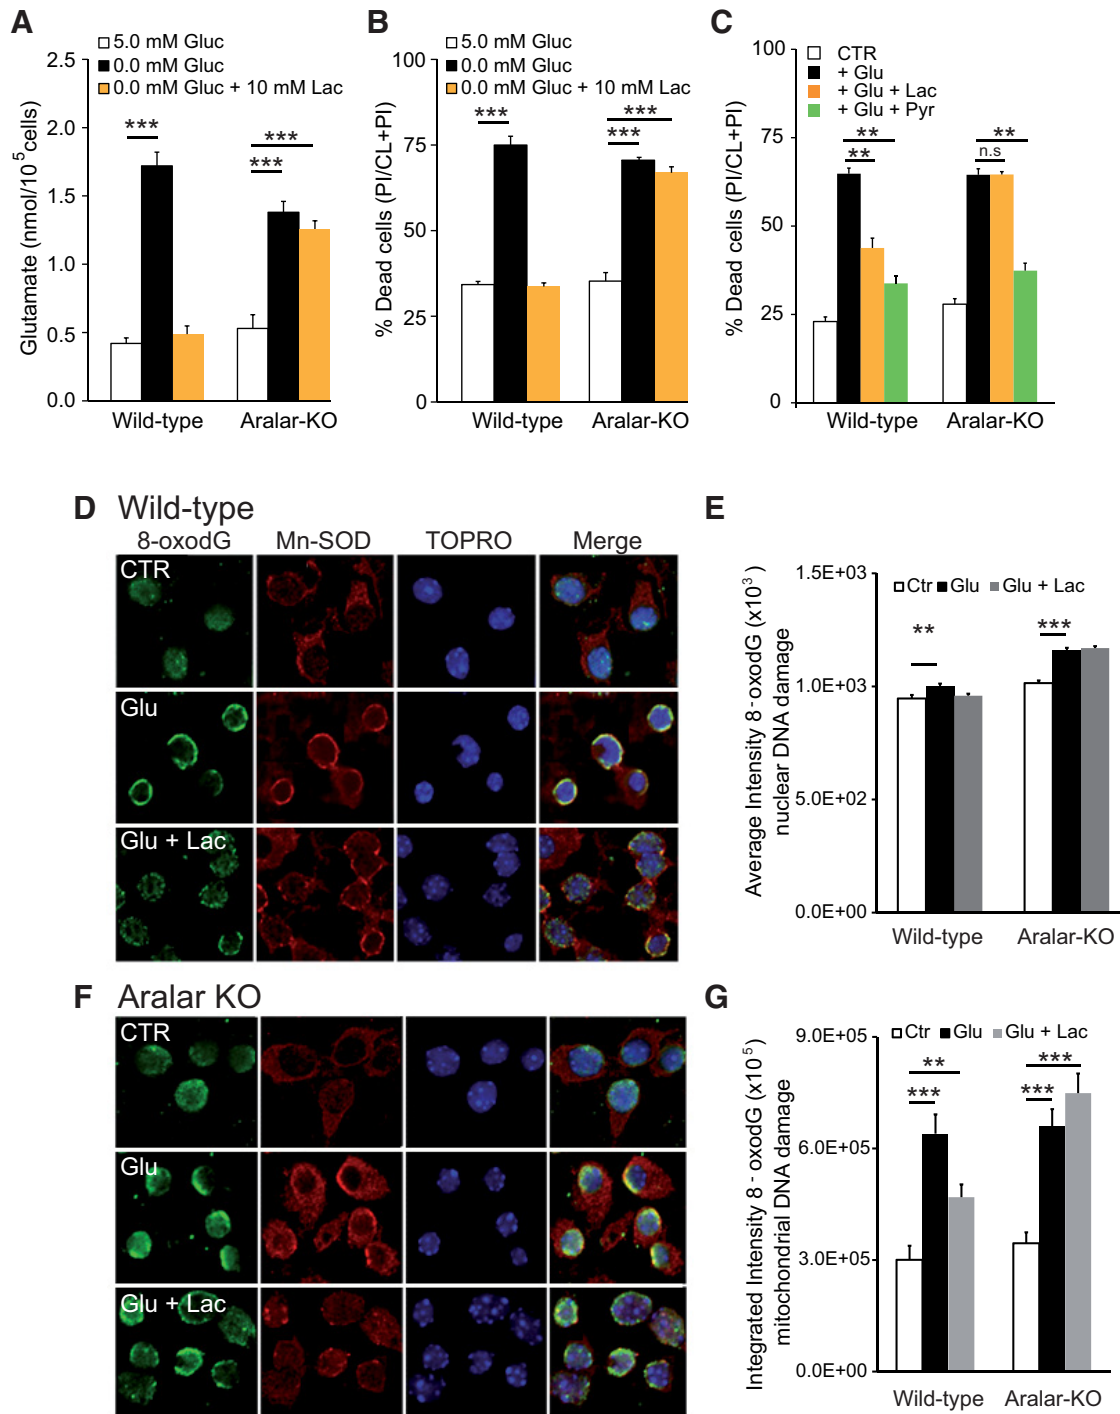 A
5.0 mM Gluc
0.0 mM Gluc
0.0 mM Gluc + 10 mM Lac
Glutamate (nmol/10^5 cells)
2.5
2.0
1.5
1.0
0.5
0.0
***
***
***
Wild-type
Aralar-KO
B
5.0 mM Gluc
0.0 mM Gluc
0.0 mM Gluc + 10 mM Lac
% Dead cells (PI/CL+PI)
100
75
50
25
0
***
***
***
Wild-type
Aralar-KO
C
CTR
+ Glu
+ Glu + Lac
+ Glu + Pyr
% Dead cells (PI/CL+PI)
100
75
50
25
0
**
**
**
n.s
Wild-type
Aralar-KO
D Wild-type
8-oxodG Mn-SOD TOPRO Merge
CTR
Glu
Glu + Lac
E
Average Intensity 8-oxodG (x10^3)
nuclear DNA damage
1.5E+03
1.0E+03
5.0E+02
0.0E+00
Ctr Glu Glu + Lac
**
***
Wild-type
Aralar-KO
F Aralar KO
CTR
Glu
Glu + Lac
G
Integrated Intensity 8-oxodG (x10^5)
mitochondrial DNA damage
9.0E+05
6.0E+05
3.0E+05
0.0E+00
Ctr Glu Glu + Lac
**
***
***
***
Wild-type
Aralar-KO